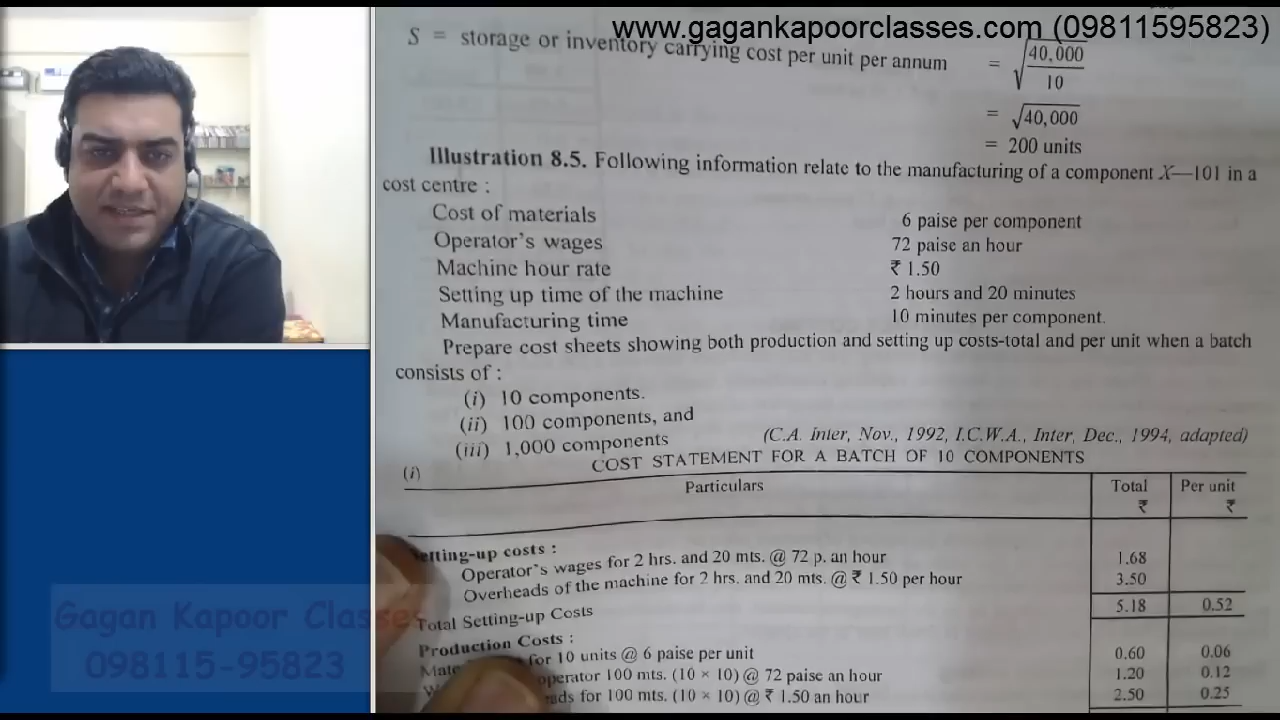 www.gagankapoorclasses.com (09811595823)
S = storage or inventory carrying cost per unit per annum = √40,000 / 10
= √40,000
= 200 units
Illustration 8.5. Following information relate to the manufacturing of a component X—101 in a
cost centre :
Cost of materials 6 paise per component
Operator's wages 72 paise an hour
Machine hour rate ₹ 1.50
Setting up time of the machine 2 hours and 20 minutes
Manufacturing time 10 minutes per component.
Prepare cost sheets showing both production and setting up costs-total and per unit when a batch
consists of :
(i) 10 components.
(ii) 100 components, and
(iii) 1,000 components
(C.A. inter, Nov., 1992, I.C.W.A., Inter, Dec., 1994, adapted)
(i) COST STATEMENT FOR A BATCH OF 10 COMPONENTS
Particulars Total Per unit
₹ ₹
Setting-up costs :
Operator's wages for 2 hrs. and 20 mts. @ 72 p. an hour 1.68
Overheads of the machine for 2 hrs. and 20 mts. @ ₹ 1.50 per hour 3.50
Total Setting-up Costs 5.18 0.52
Production Costs :
for 10 units @ 6 paise per unit 0.60 0.06
operator 100 mts. (10 × 10) @ 72 paise an hour 1.20 0.12
for 100 mts. (10 × 10) @ ₹ 1.50 an hour 2.50 0.25
Gagan Kapoor Classes
098115-95823